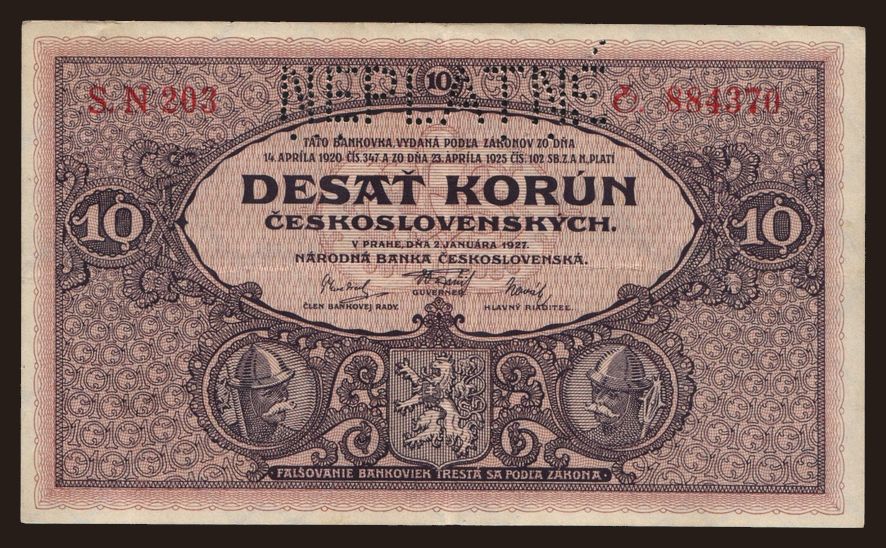 NEPLATNÉ
10
S. N 203
Č. 884370
TÁTO BANKOVKA, VYDANÁ PODĽA ZÁKONOV ZO DŇA
14. APRÍLA 1920 ČÍS. 347 A ZO DŇA 23. APRÍLA 1925 ČÍS. 102 SB. Z. A N. PLATÍ
DESAŤ KORÚN
ČESKOSLOVENSKÝCH.
10
10
V PRAHE, DŇA 2. JANUÁRA 1927.
NÁRODNÁ BANKA ČESKOSLOVENSKÁ.
GUVERNER.
ČLEN BANKOVEJ RADY.
HLAVNÝ RIADITEĽ.
FALŠOVANIE BANKOVIEK TRESTÁ SA PODĽA ZÁKONA.